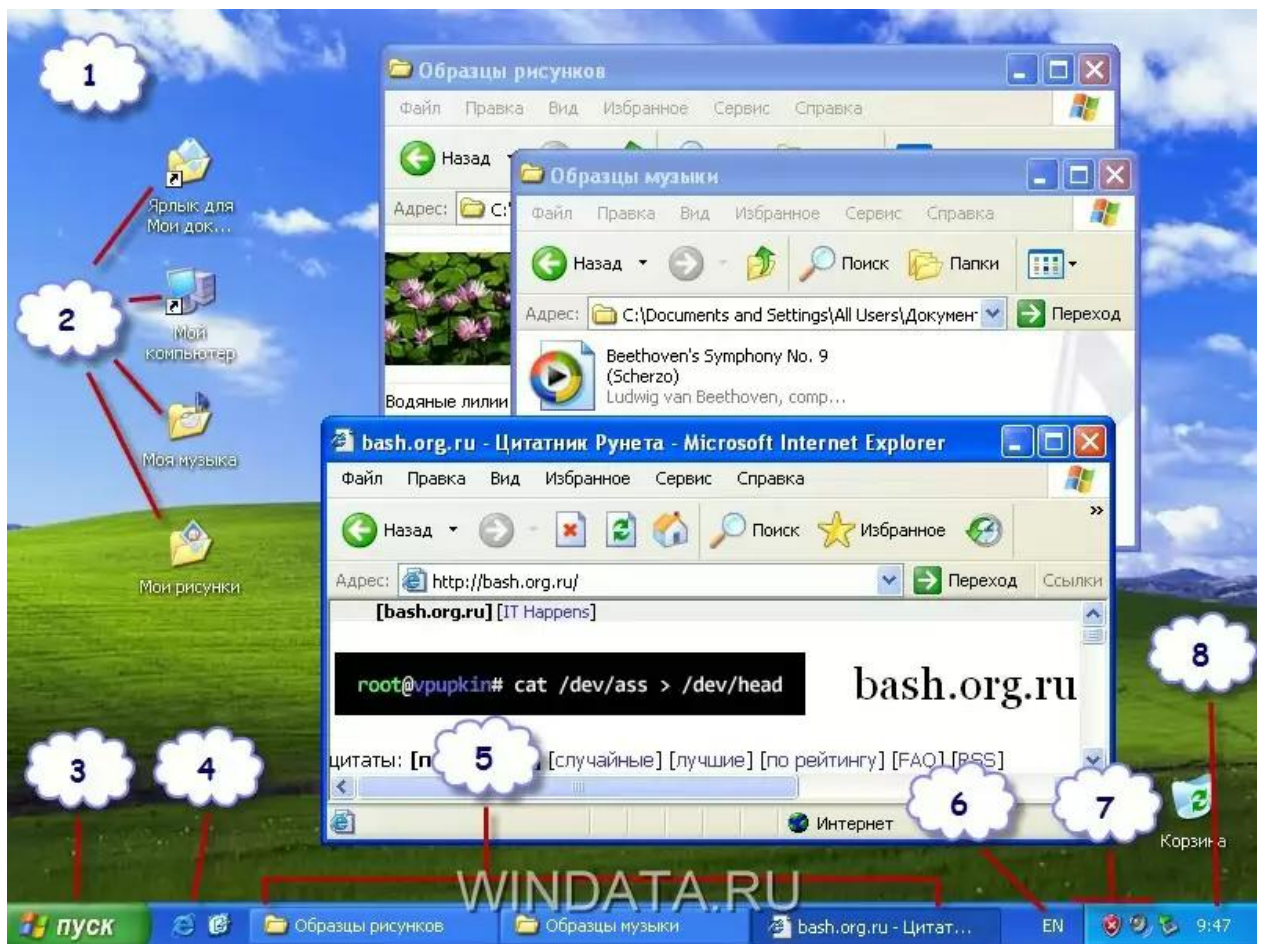 1
Ярлык для
Мои док...
2
Мой
компьютер
Моя музыка
Мои рисунки
Образцы рисунков
Файл Правка Вид Избранное Сервис Справка
Назад
Адрес: C:\
Водяные лилии
Образцы музыки
Файл Правка Вид Избранное Сервис Справка
Назад Поиск Папки
Адрес: C:\Documents and Settings\All Users\Документ Переход
Beethoven's Symphony No. 9
(Scherzo)
Ludwig van Beethoven, comp...
bash.org.ru - Цитатник Рунета - Microsoft Internet Explorer
Файл Правка Вид Избранное Сервис Справка
Назад Поиск Избранное »
Адрес: http://bash.org.ru/ Переход Ссылки
[bash.org.ru] [IT Happens]
root@vpupkin# cat /dev/ass > /dev/head
bash.org.ru
цитаты: [случайные] [лучшие] [по рейтингу] [FAQ] [RSS]
Интернет
3
4
5
6
7
8
Корзина
WINDATA.RU
пуск
Образцы рисунков
Образцы музыки
bash.org.ru - Цитат...
EN
9:47